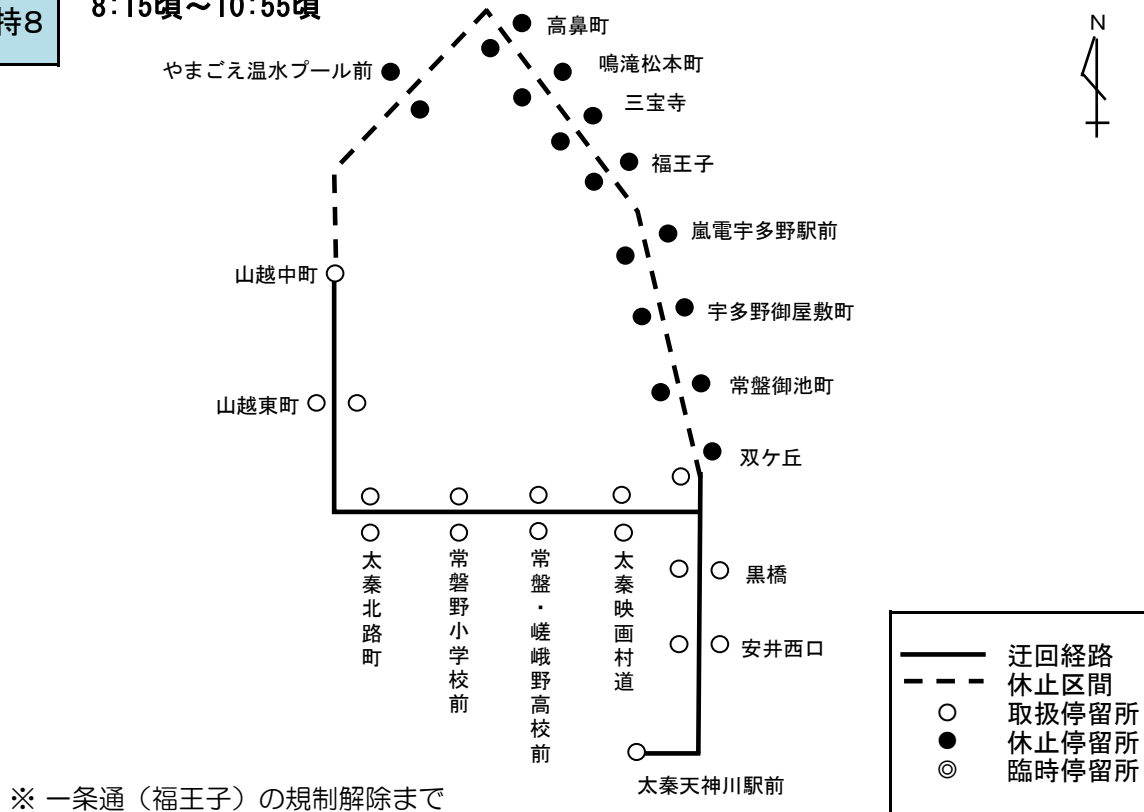 特8
8:15頃～10:55頃
N
高鼻町
やまごえ温水プール前
鳴滝松本町
三宝寺
福王子
嵐電宇多野駅前
山越中町
宇多野御屋敷町
常盤御池町
山越東町
双ケ丘
太秦北路町
常磐野小学校前
常盤・嵯峨野高校前
太秦映画村道
黒橋
安井西口
太秦天神川駅前
迂回経路
休止区間
取扱停留所
休止停留所
臨時停留所
※ 一条通（福王子）の規制解除まで